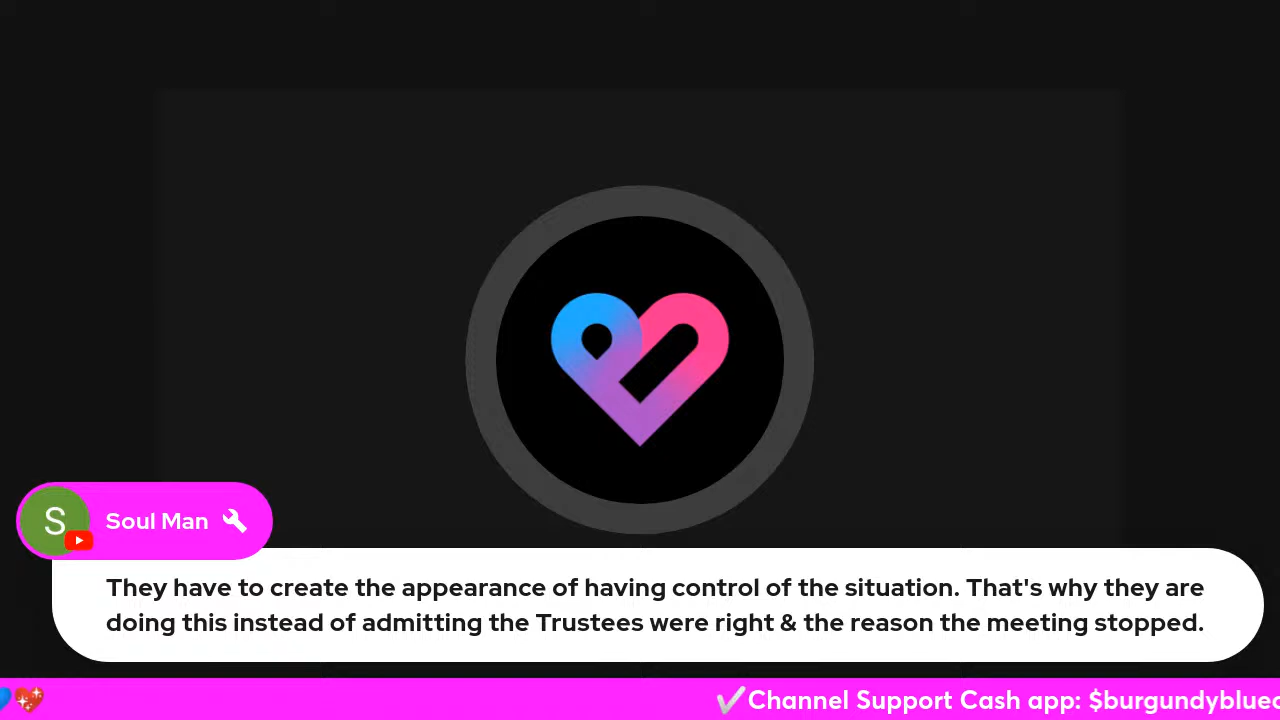 S
Soul Man
They have to create the appearance of having control of the situation. That's why they are
doing this instead of admitting the Trustees were right & the reason the meeting stopped.
Channel Support Cash app: $burgundyblue